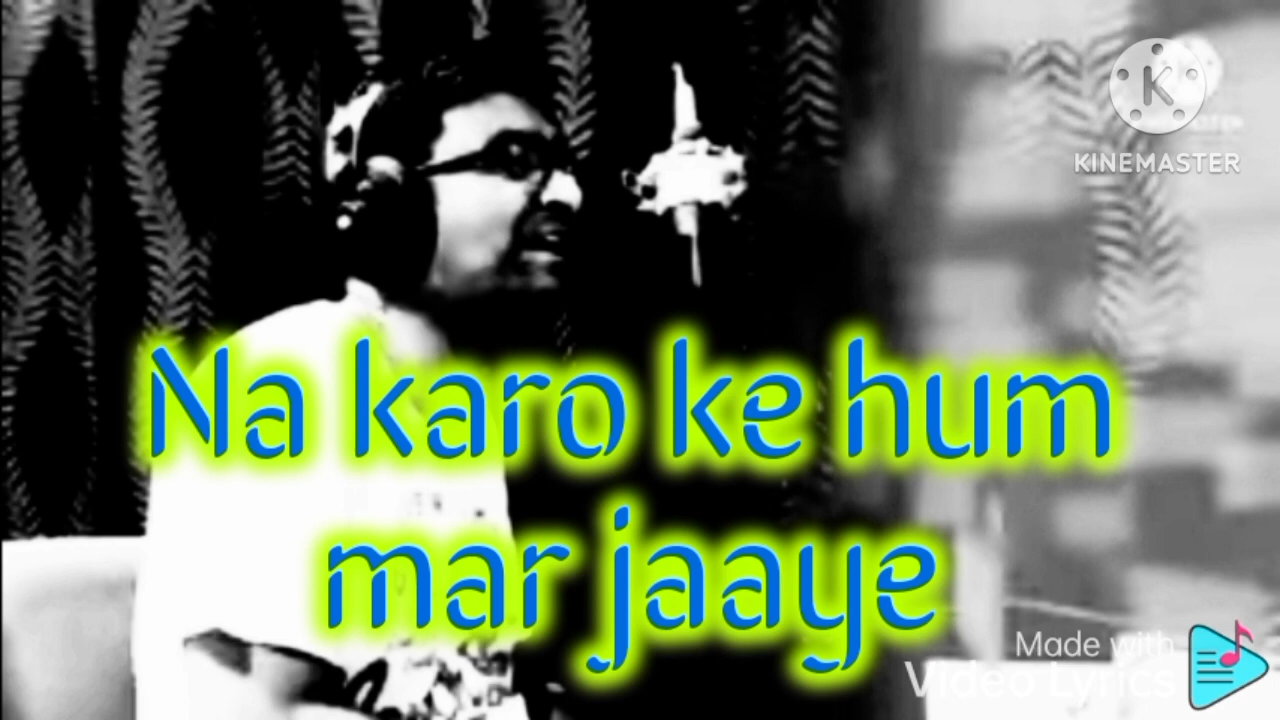 K
KINEMASTER
Na karo ke hum
mar jaaye
Made with
Video Lyrics